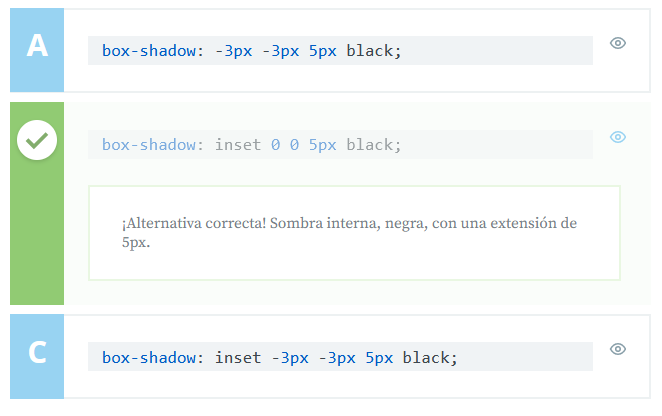 A
box-shadow: -3px -3px 5px black;
box-shadow: inset 0 0 5px black;
¡Alternativa correcta! Sombra interna, negra, con una extensión de
5px.
C
box-shadow: inset -3px -3px 5px black;